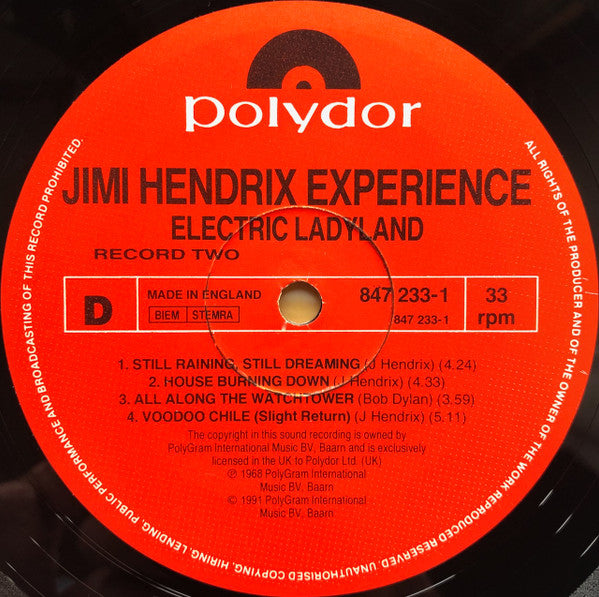 polydor
JIMI HENDRIX EXPERIENCE
ELECTRIC LADYLAND
RECORD TWO
D
MADE IN ENGLAND
BIEM STEMRA
847 233-1
847 233-1
33
rpm
1. STILL RAINING, STILL DREAMING (J Hendrix) (4.24)
2. HOUSE BURNING DOWN (J Hendrix) (4.33)
3. ALL ALONG THE WATCHTOWER (Bob Dylan) (3.59)
4. VOODOO CHILE (Slight Return) (J Hendrix) (5.11)
The copyright in this sound recording is owned by
PolyGram International Music BV, Baarn and is exclusively
licensed in the UK to Polydor Ltd. (UK)
℗ 1968 PolyGram International
Music BV, Baarn
© 1991 PolyGram International
Music BV, Baarn
ALL RIGHTS OF THE PRODUCER AND OF THE OWNER OF THE WORK REPRODUCED RESERVED. UNAUTHORISED COPYING, HIRING, LENDING, PUBLIC PERFORMANCE AND BROADCASTING OF THIS RECORD PROHIBITED.